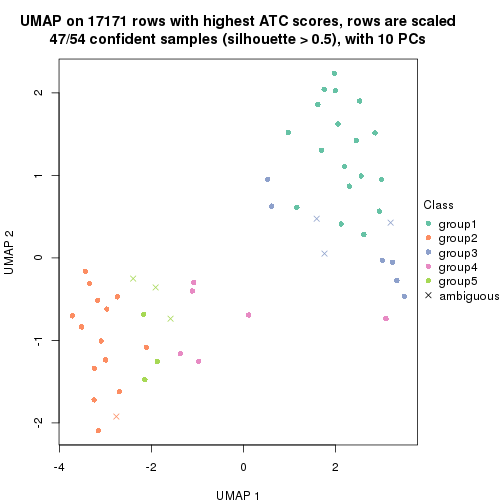 UMAP on 17171 rows with highest ATC scores, rows are scaled
47/54 confident samples (silhouette > 0.5), with 10 PCs
2
1
0
-1
-2
UMAP 2
-4
-2
0
2
UMAP 1
Class
group1
group2
group3
group4
group5
ambiguous